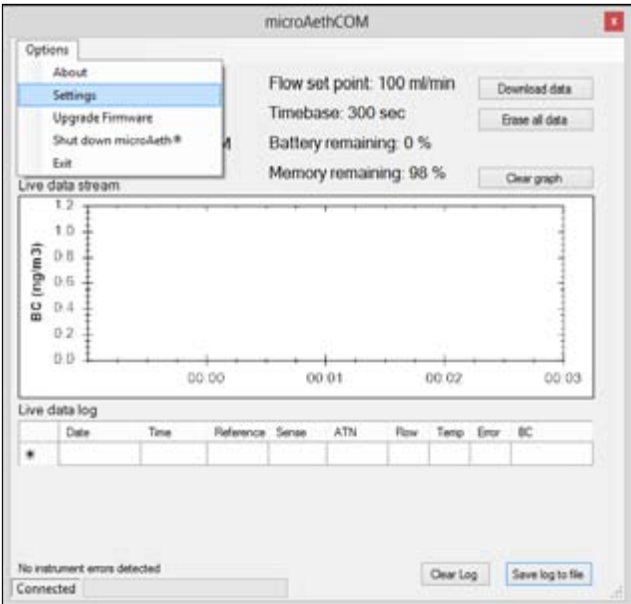 microAethCOM
x
Options
About
Settings
Upgrade Firmware
Shut down microAeth®
Exit
Flow set point: 100 ml/min
Timebase: 300 sec
Battery remaining: 0 %
Memory remaining: 98 %
Download data
Erase all data
Clear graph
Live data stream
1.2
1.0
0.8
0.6
0.4
0.2
0.0
BC (ng/m3)
00:00 00:01 00:02 00:03
Live data log
Date Time Reference Sense ATN Flow Temp Error BC
*
No instrument errors detected
Clear Log Save log to file
Connected